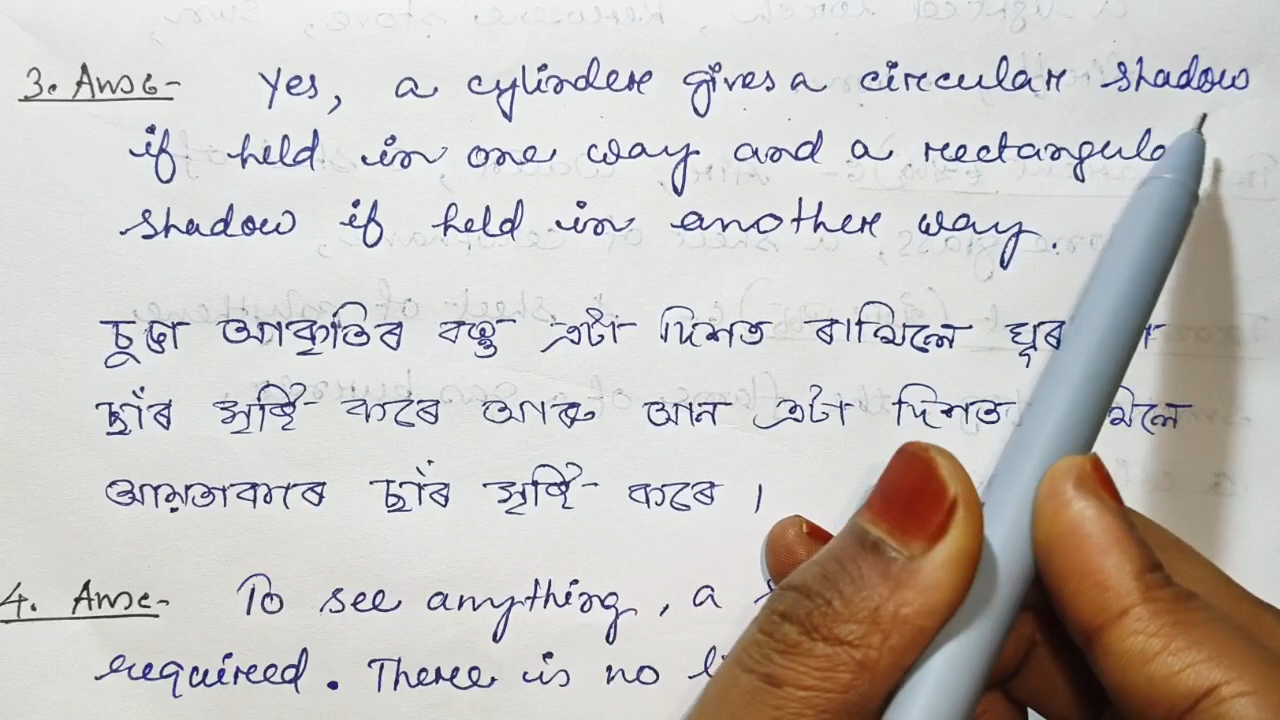 3. Ans:- Yes, a cylinder gives a circular shadow
if held in one way and a rectangula
shadow if held in another way.
চুঙা আকৃতিৰ বস্তু এটা দিশত ৰাখিলে ঘূৰ
ছাঁৰ সৃষ্টি কৰে আৰু আন এটা দিশত
আয়তাকাৰে ছাঁৰ সৃষ্টি কৰে ।
4. Ans:- To see anything, a
required. There is no